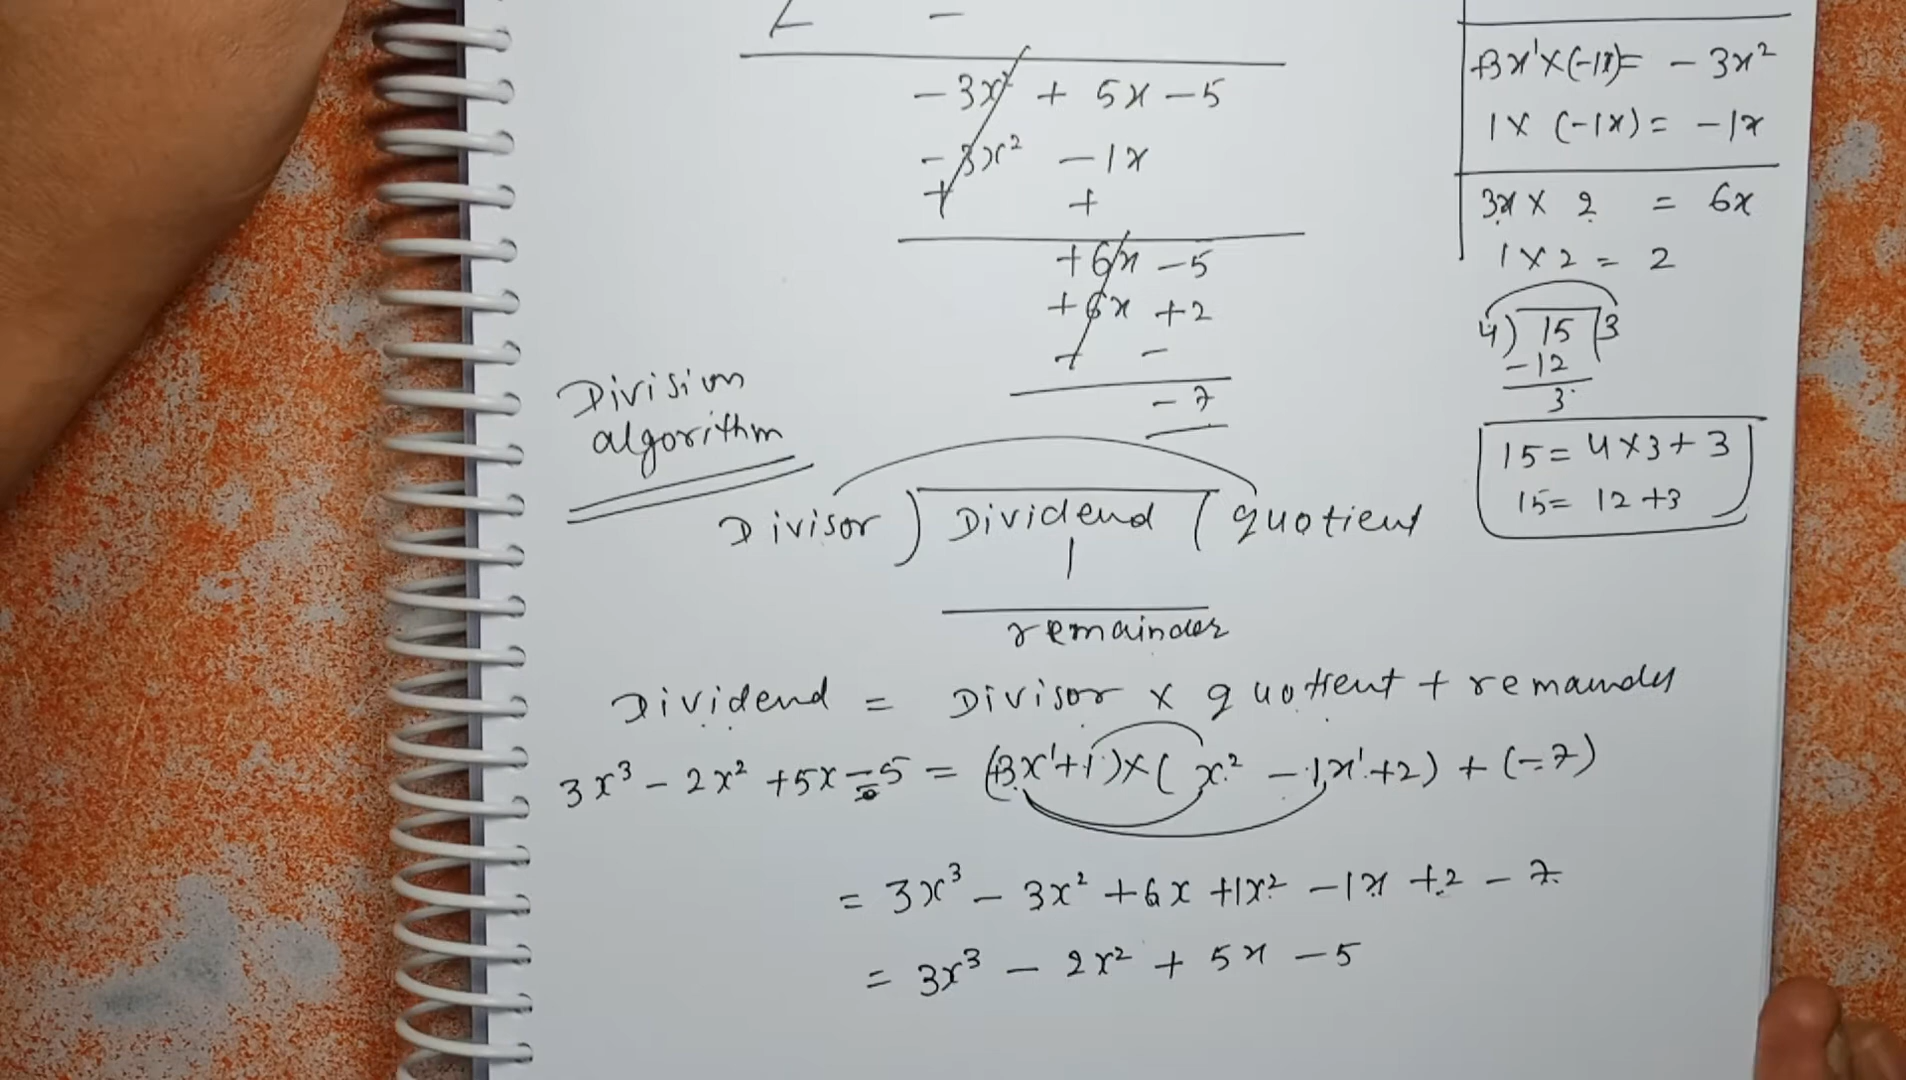 - 3x² + 5x - 5
- 3x² - 1x
+ +
+6x - 5
+6x +2
+ -
- 7
Division
algorithm
Divisor ) Dividend ( quotient
remainder
Dividend = Divisor x quotient + remainder
3x³ - 2x² + 5x - 5 = (+3x¹+1)x(x² - 1x¹+2) + (-7)
= 3x³ - 3x² + 6x + 1x² - 1x + 2 - 7
= 3x³ - 2x² + 5x - 5
+3x¹ x (-1x) = - 3x²
1 x (-1x) = - 1x
3x x 2 = 6x
1 x 2 = 2
4) 15 (3
- 12
3
15 = 4 x 3 + 3
15 = 12 + 3